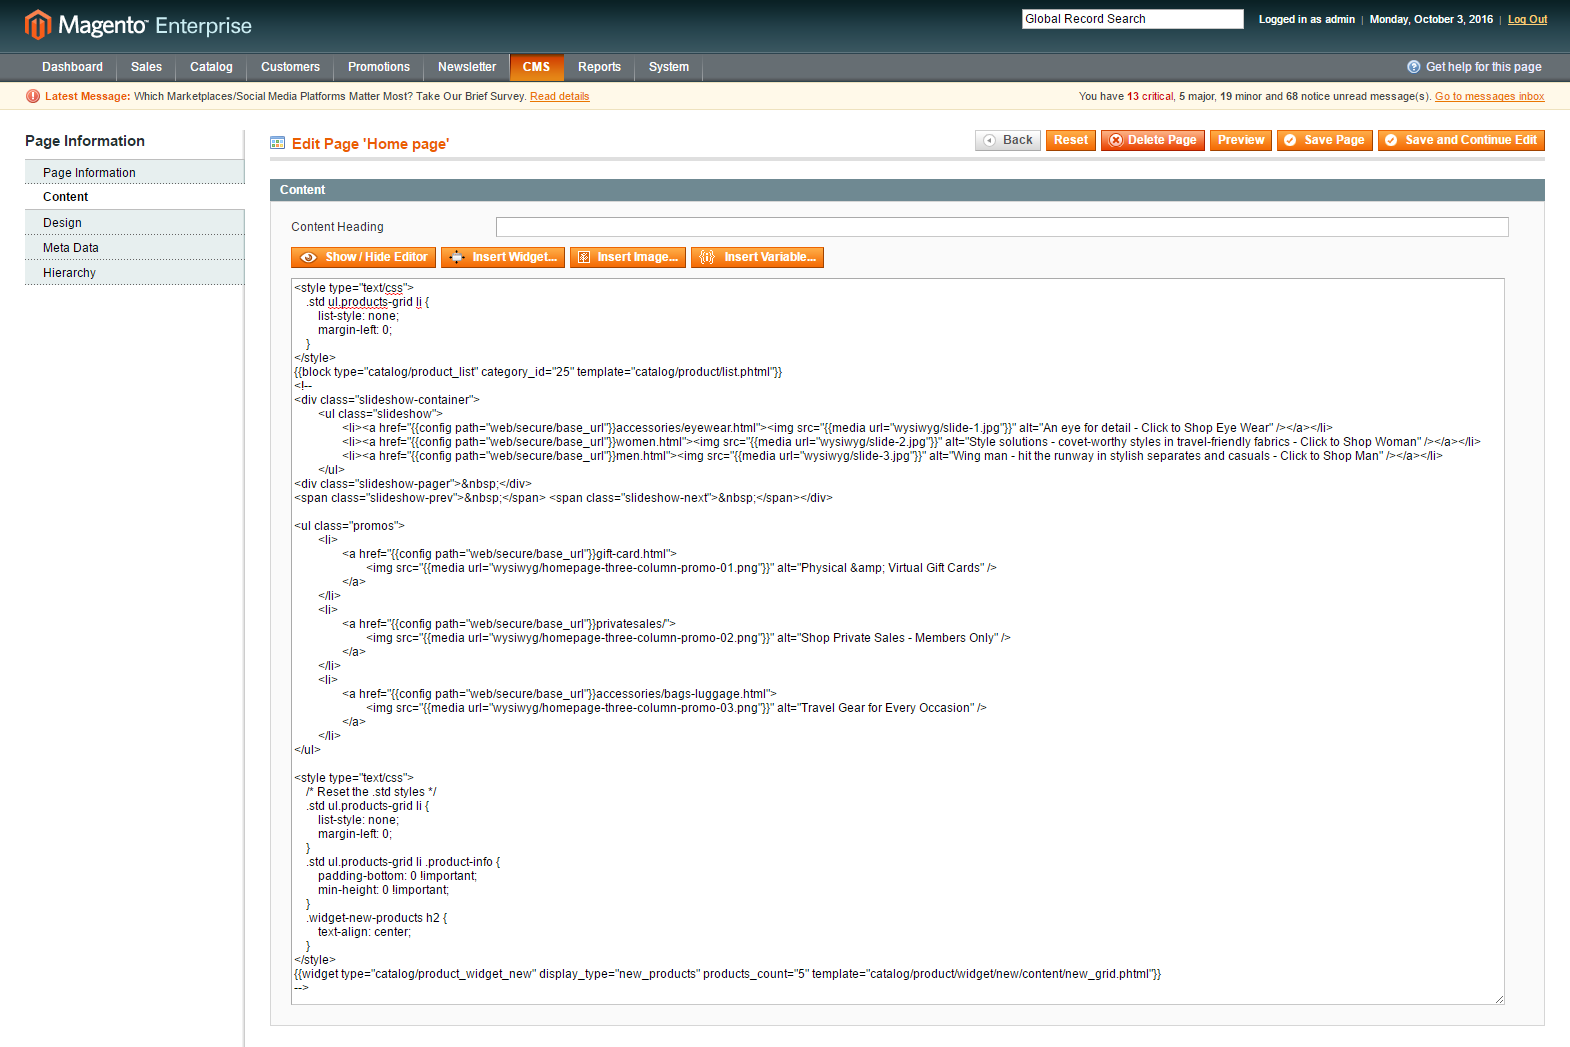 Magento Enterprise
Global Record Search
Logged in as admin | Monday, October 3, 2016 | Log Out
Dashboard Sales Catalog Customers Promotions Newsletter CMS Reports System Get help for this page
Latest Message: Which Marketplaces/Social Media Platforms Matter Most? Take Our Brief Survey. Read details You have 13 critical, 5 major, 19 minor and 68 notice unread message(s). Go to messages inbox
Page Information
Page Information
Content
Design
Meta Data
Hierarchy
Edit Page 'Home page'
Back Reset Delete Page Preview Save Page Save and Continue Edit
Content
Content Heading
Show / Hide Editor Insert Widget... Insert Image... Insert Variable...
<style type="text/css">
    .std ul.products-grid li {
        list-style: none;
        margin-left: 0;
    }
</style>
{{block type="catalog/product_list" category_id="25" template="catalog/product/list.phtml"}}
<!--
<div class="slideshow-container">
        <ul class="slideshow">
                <li><a href="{{config path="web/secure/base_url"}}accessories/eyewear.html"><img src="{{media url="wysiwyg/slide-1.jpg"}}" alt="An eye for detail - Click to Shop Eye Wear" /></a></li>
                <li><a href="{{config path="web/secure/base_url"}}women.html"><img src="{{media url="wysiwyg/slide-2.jpg"}}" alt="Style solutions - covet-worthy styles in travel-friendly fabrics - Click to Shop Woman" /></a></li>
                <li><a href="{{config path="web/secure/base_url"}}men.html"><img src="{{media url="wysiwyg/slide-3.jpg"}}" alt="Wing man - hit the runway in stylish separates and casuals - Click to Shop Man" /></a></li>
        </ul>
<div class="slideshow-pager">&nbsp;</div>
<span class="slideshow-prev">&nbsp;</span> <span class="slideshow-next">&nbsp;</span></div>

<ul class="promos">
        <li>
                <a href="{{config path="web/secure/base_url"}}gift-card.html">
                        <img src="{{media url="wysiwyg/homepage-three-column-promo-01.png"}}" alt="Physical &amp; Virtual Gift Cards" />
                </a>
        </li>
        <li>
                <a href="{{config path="web/secure/base_url"}}privatesales/">
                        <img src="{{media url="wysiwyg/homepage-three-column-promo-02.png"}}" alt="Shop Private Sales - Members Only" />
                </a>
        </li>
        <li>
                <a href="{{config path="web/secure/base_url"}}accessories/bags-luggage.html">
                        <img src="{{media url="wysiwyg/homepage-three-column-promo-03.png"}}" alt="Travel Gear for Every Occasion" />
                </a>
        </li>
</ul>

<style type="text/css">
    /* Reset the .std styles */
    .std ul.products-grid li {
        list-style: none;
        margin-left: 0;
    }
    .std ul.products-grid li .product-info {
        padding-bottom: 0 !important;
        min-height: 0 !important;
    }
    .widget-new-products h2 {
        text-align: center;
    }
</style>
{{widget type="catalog/product_widget_new" display_type="new_products" products_count="5" template="catalog/product/widget/new/content/new_grid.phtml"}}
-->